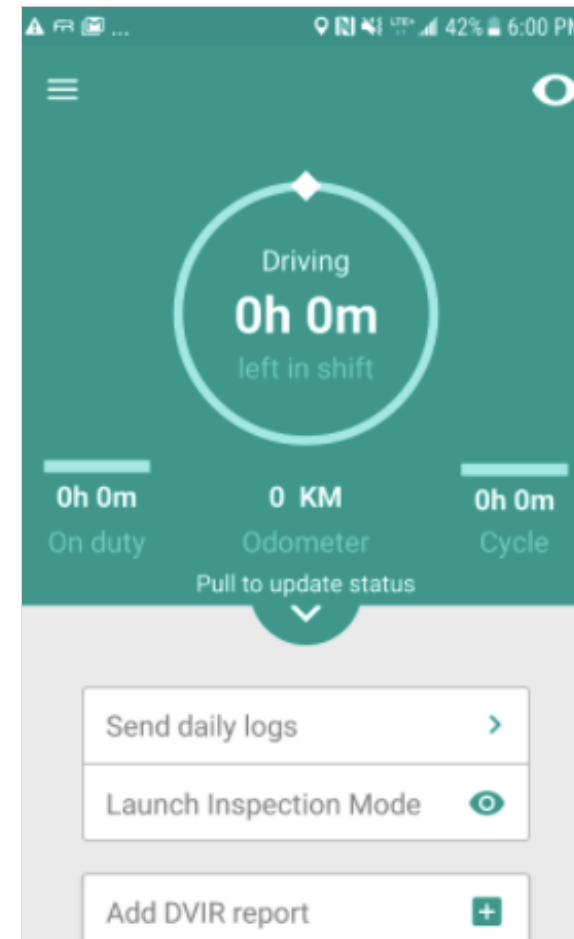 ... LTE+ 42% 6:00 PM
Driving
0h 0m
left in shift
0h 0m 0 KM 0h 0m
On duty Odometer Cycle
Pull to update status
Send daily logs
Launch Inspection Mode
Add DVIR report